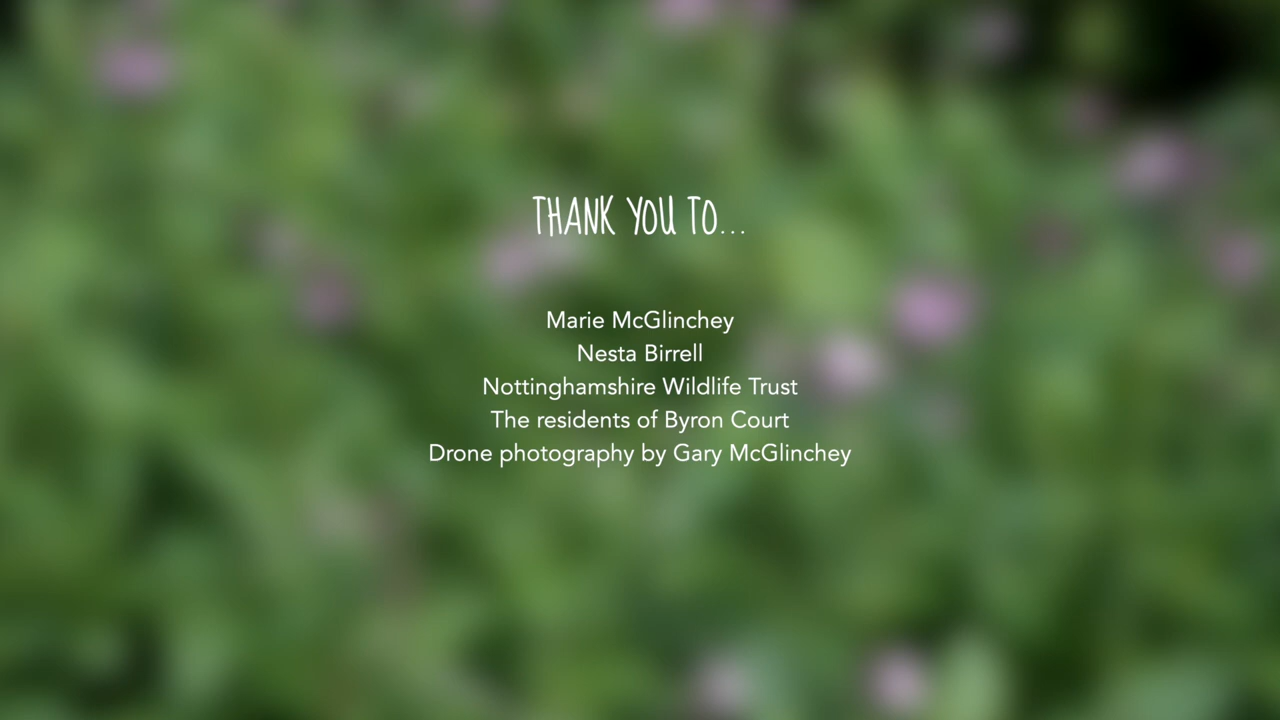 THANK YOU TO...
Marie McGlinchey
Nesta Birrell
Nottinghamshire Wildlife Trust
The residents of Byron Court
Drone photography by Gary McGlinchey